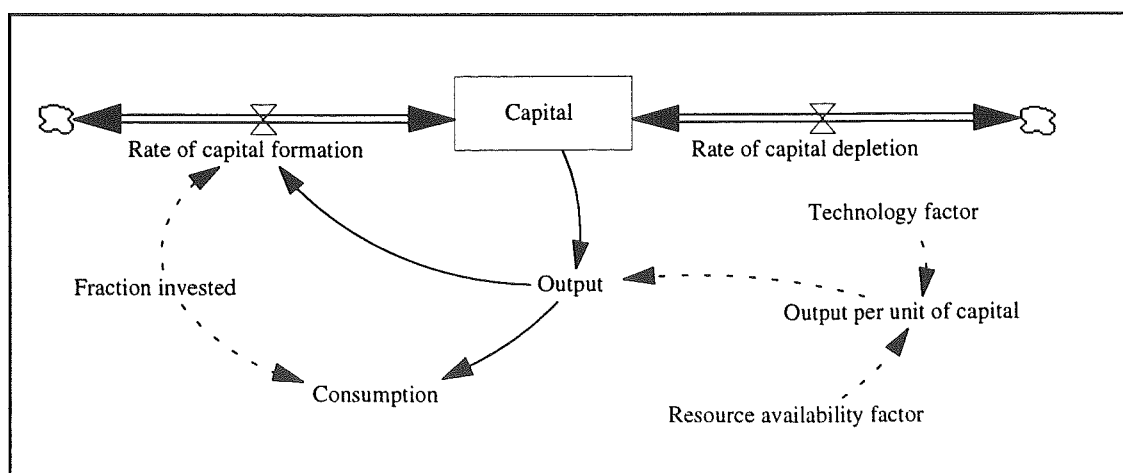 Capital
Rate of capital formation
Rate of capital depletion
Technology factor
Fraction invested
Output
Output per unit of capital
Consumption
Resource availability factor